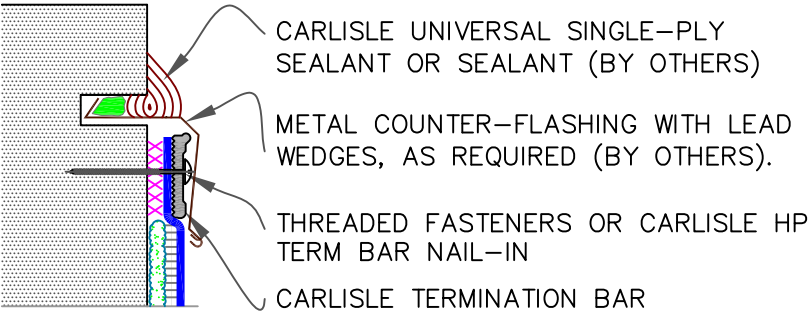 CARLISLE UNIVERSAL SINGLE-PLY
SEALANT OR SEALANT (BY OTHERS)
METAL COUNTER-FLASHING WITH LEAD
WEDGES, AS REQUIRED (BY OTHERS).
THREADED FASTENERS OR CARLISLE HP
TERM BAR NAIL-IN
CARLISLE TERMINATION BAR